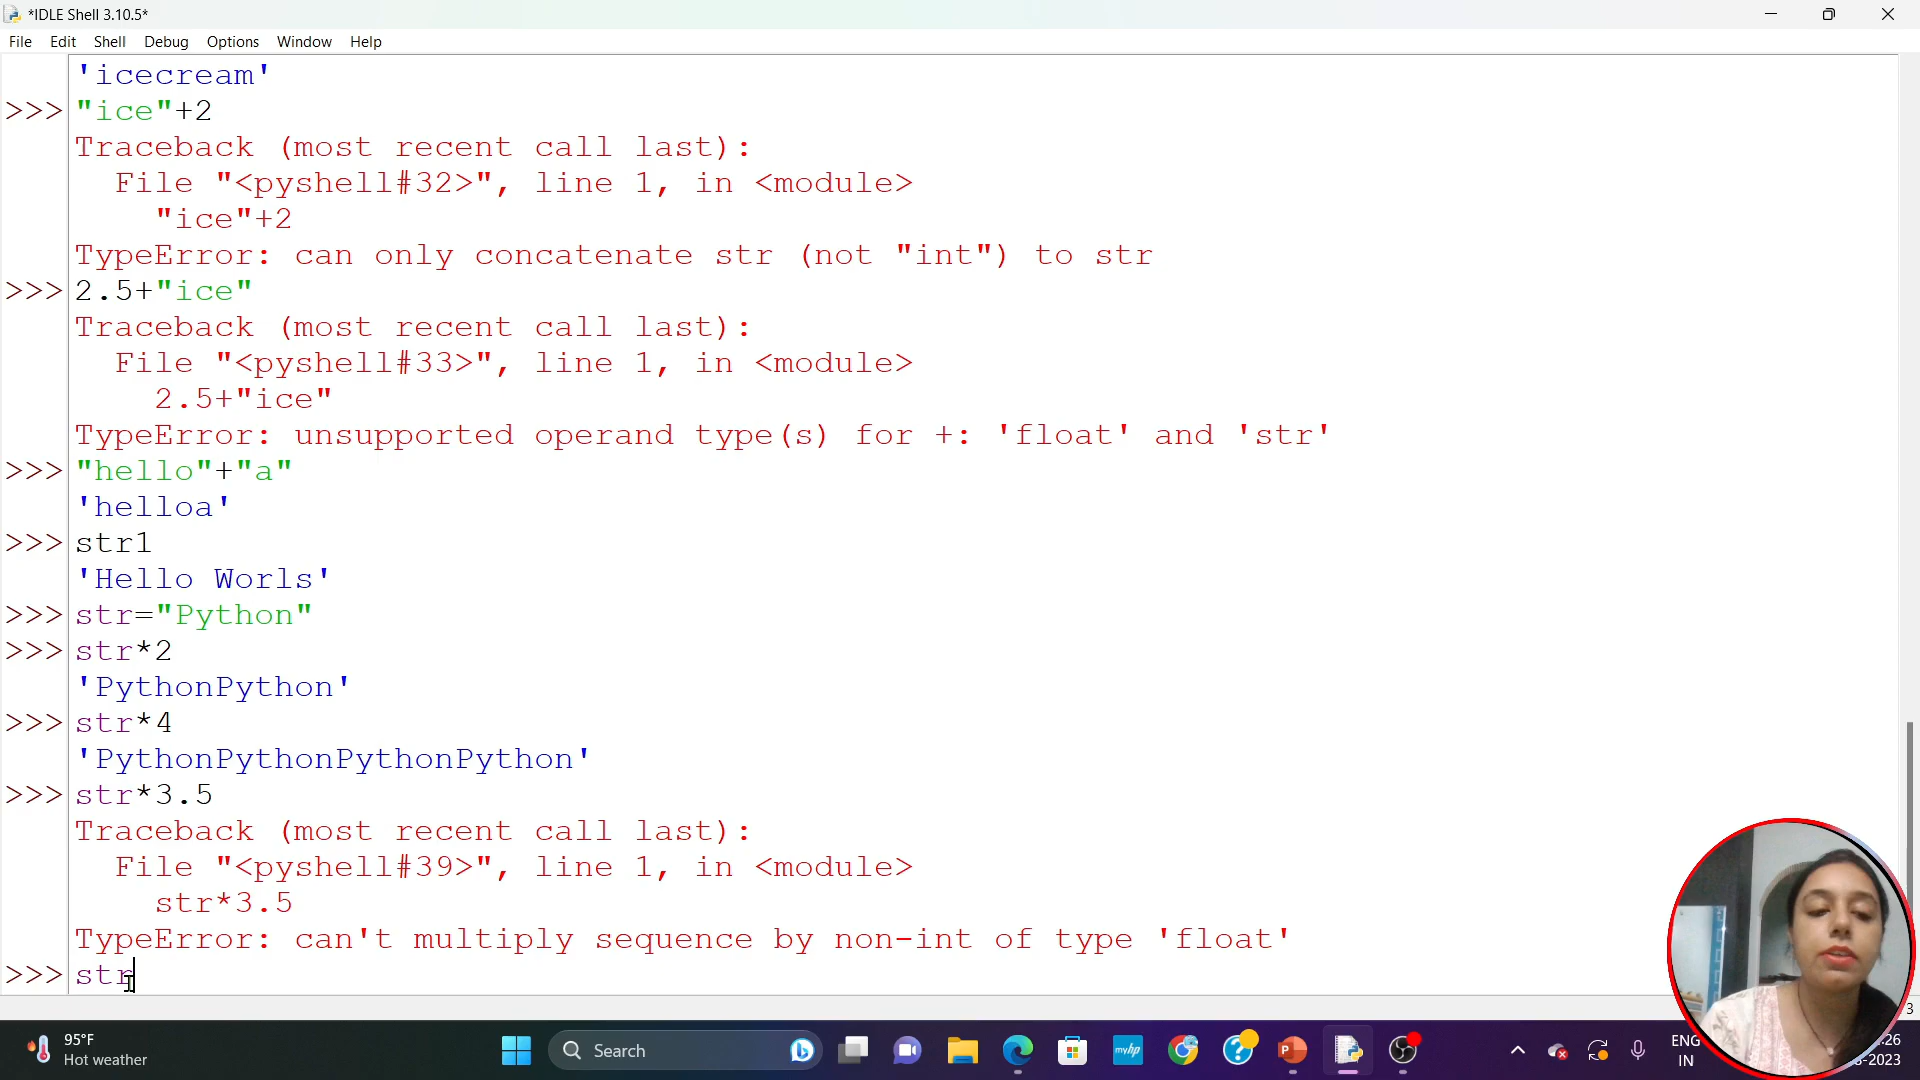 *IDLE Shell 3.10.5*
File Edit Shell Debug Options Window Help
'icecream'
>>> "ice"+2
Traceback (most recent call last):
File "<pyshell#32>", line 1, in <module>
"ice"+2
TypeError: can only concatenate str (not "int") to str
>>> 2.5+"ice"
Traceback (most recent call last):
File "<pyshell#33>", line 1, in <module>
2.5+"ice"
TypeError: unsupported operand type(s) for +: 'float' and 'str'
>>> "hello"+"a"
'helloa'
>>> str1
'Hello Worls'
>>> str="Python"
>>> str*2
'PythonPython'
>>> str*4
'PythonPythonPythonPython'
>>> str*3.5
Traceback (most recent call last):
File "<pyshell#39>", line 1, in <module>
str*3.5
TypeError: can't multiply sequence by non-int of type 'float'
>>> str
3
95°F
Hot weather
Search
myhp
ENG
IN
:26
-2023